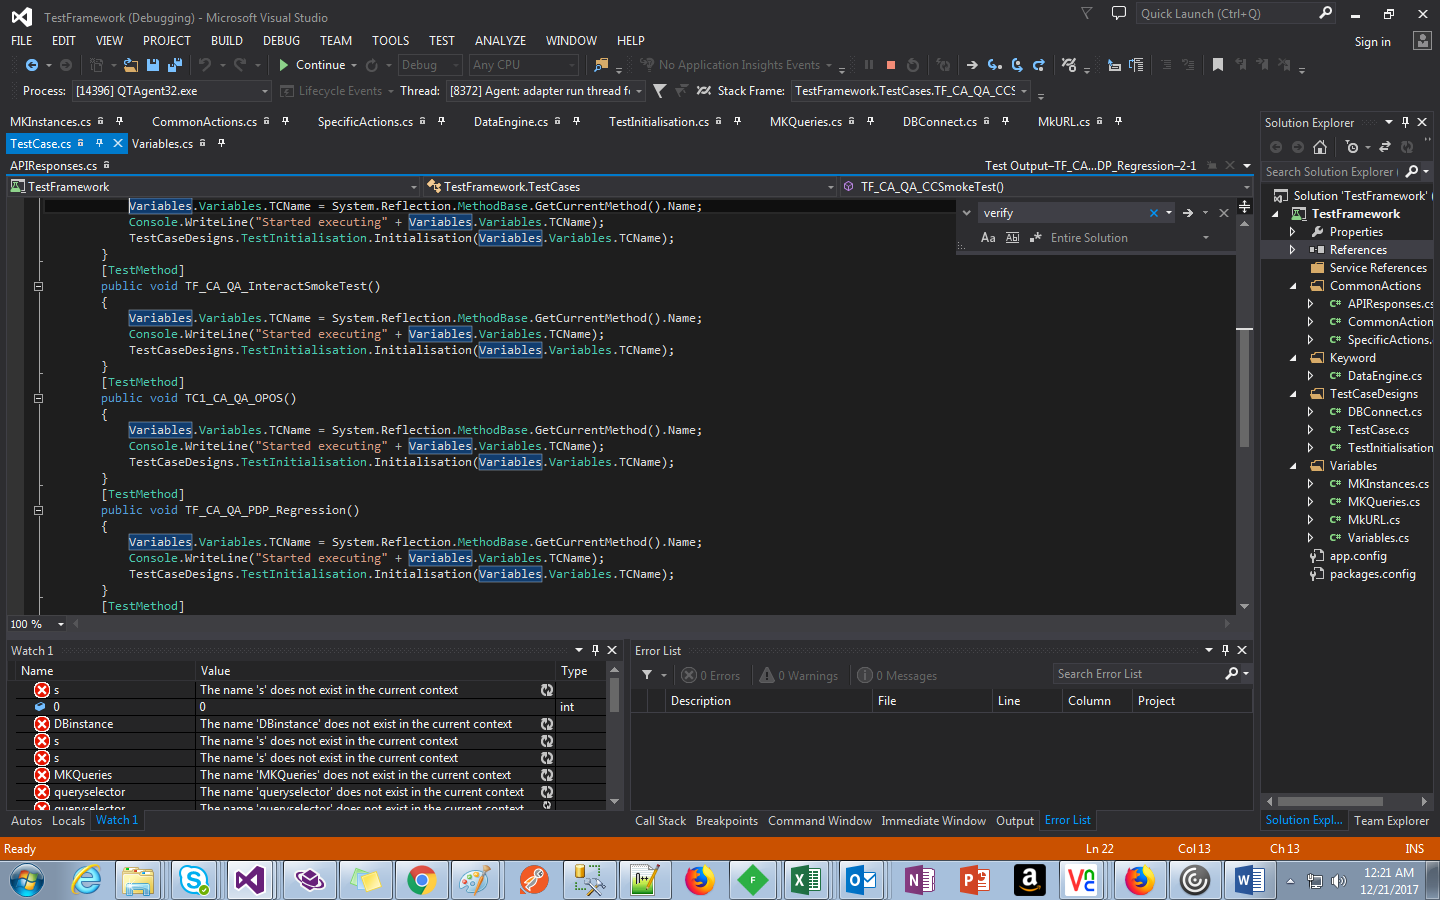 TestFramework (Debugging) - Microsoft Visual Studio
Quick Launch (Ctrl+Q)
FILE EDIT VIEW PROJECT BUILD DEBUG TEAM TOOLS TEST ANALYZE WINDOW HELP
Sign in
Continue Debug Any CPU No Application Insights Events
Process: [14396] QTAgent32.exe Lifecycle Events Thread: [8372] Agent: adapter run thread f Stack Frame: TestFramework.TestCases.TF_CA_QA_CCS
MKInstances.cs CommonActions.cs SpecificActions.cs DataEngine.cs TestInitialisation.cs MKQueries.cs DBConnect.cs MkURL.cs
TestCase.cs Variables.cs
APIResponses.cs
Test Output–TF_CA...DP_Regression–2-1
TestFramework TestFramework.TestCases TF_CA_QA_CCSmokeTest()
Variables.Variables.TCName = System.Reflection.MethodBase.GetCurrentMethod().Name;
Console.WriteLine("Started executing" + Variables.Variables.TCName);
TestCaseDesigns.TestInitialisation.Initialisation(Variables.Variables.TCName);
}
[TestMethod]
public void TF_CA_QA_InteractSmokeTest()
{
Variables.Variables.TCName = System.Reflection.MethodBase.GetCurrentMethod().Name;
Console.WriteLine("Started executing" + Variables.Variables.TCName);
TestCaseDesigns.TestInitialisation.Initialisation(Variables.Variables.TCName);
}
[TestMethod]
public void TC1_CA_QA_OPOS()
{
Variables.Variables.TCName = System.Reflection.MethodBase.GetCurrentMethod().Name;
Console.WriteLine("Started executing" + Variables.Variables.TCName);
TestCaseDesigns.TestInitialisation.Initialisation(Variables.Variables.TCName);
}
[TestMethod]
public void TF_CA_QA_PDP_Regression()
{
Variables.Variables.TCName = System.Reflection.MethodBase.GetCurrentMethod().Name;
Console.WriteLine("Started executing" + Variables.Variables.TCName);
TestCaseDesigns.TestInitialisation.Initialisation(Variables.Variables.TCName);
}
[TestMethod]
verify
Aa Ab Entire Solution
100 %
Solution Explorer
Search Solution Explorer (
Solution 'TestFramework' (
TestFramework
Properties
References
Service References
CommonActions
C# APIResponses.cs
C# CommonAction
C# SpecificActions.
Keyword
C# DataEngine.cs
TestCaseDesigns
C# DBConnect.cs
C# TestCase.cs
C# TestInitialisation
Variables
C# MKInstances.cs
C# MKQueries.cs
C# MkURL.cs
C# Variables.cs
app.config
packages.config
Solution Expl... Team Explorer
Watch 1
Name Value Type
s The name 's' does not exist in the current context
0 0 int
DBinstance The name 'DBinstance' does not exist in the current context
s The name 's' does not exist in the current context
s The name 's' does not exist in the current context
MKQueries The name 'MKQueries' does not exist in the current context
queryselector The name 'queryselector' does not exist in the current context
queryselector The name 'queryselector' does not exist in the current context
Autos Locals Watch 1
Error List
0 Errors 0 Warnings 0 Messages
Search Error List
Description File Line Column Project
Call Stack Breakpoints Command Window Immediate Window Output Error List
Ready Ln 22 Col 13 Ch 13 INS
12:21 AM
12/21/2017